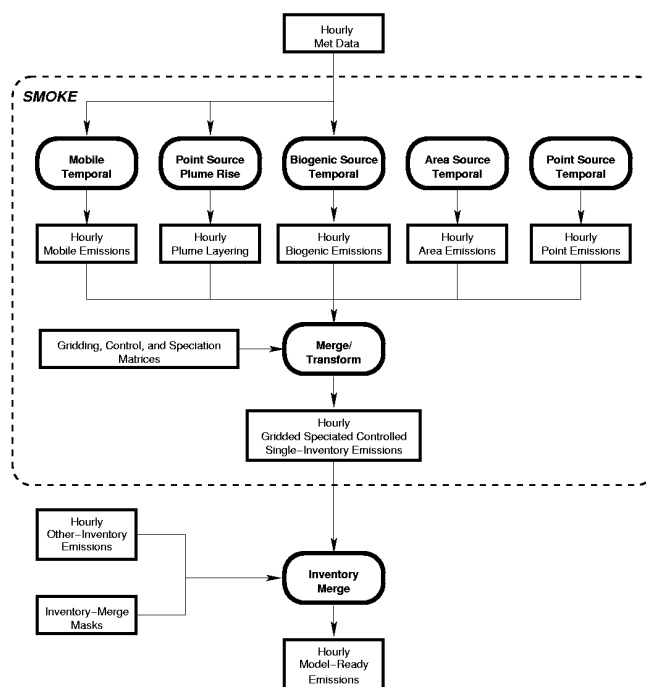 Hourly
Met Data
SMOKE
Mobile
Temporal
Point Source
Plume Rise
Biogenic Source
Temporal
Area Source
Temporal
Point Source
Temporal
Hourly
Mobile Emissions
Hourly
Plume Layering
Hourly
Biogenic Emissions
Hourly
Area Emissions
Hourly
Point Emissions
Gridding, Control, and Speciation
Matrices
Merge/
Transform
Hourly
Gridded Speciated Controlled
Single−Inventory Emissions
Hourly
Other−Inventory
Emissions
Inventory−Merge
Masks
Inventory
Merge
Hourly
Model−Ready
Emissions